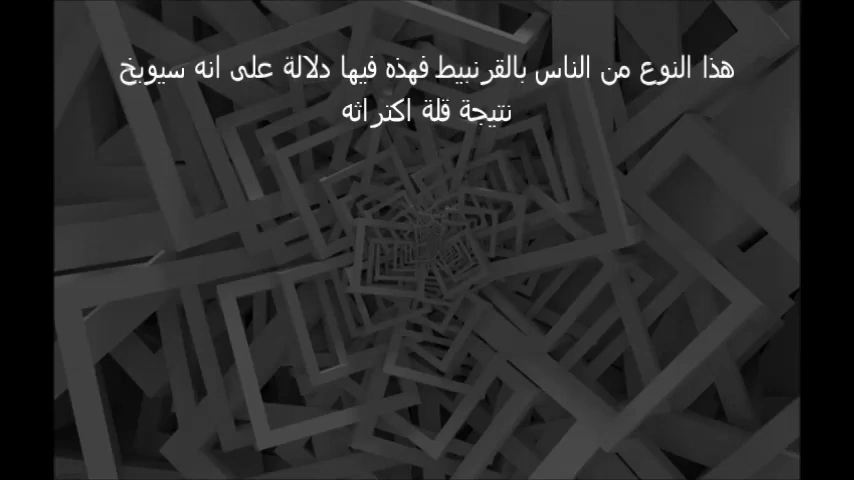 هذا النوع من الناس بالقرنبيط فهذه فيها دلالة على انه سيوبخ
نتيجة قلة اكتراثه